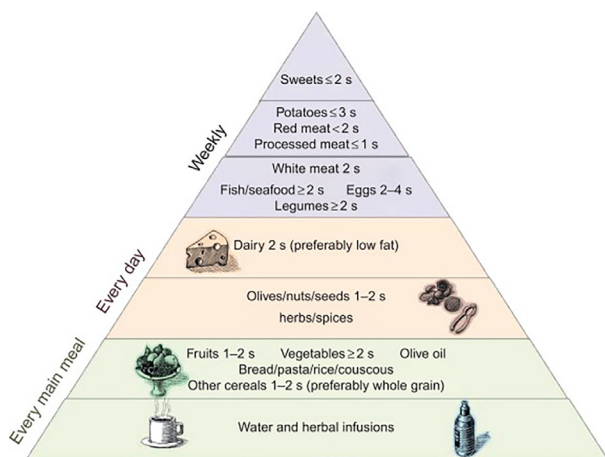 Sweets≤2 s
Potatoes≤3 s
Red meat<2 s
Processed meat≤1 s
White meat 2 s
Fish/seafood≥2 s Eggs 2–4 s
Legumes≥2 s
Weekly
Dairy 2 s (preferably low fat)
Olives/nuts/seeds 1–2 s
herbs/spices
Every day
Fruits 1–2 s Vegetables≥2 s Olive oil
Bread/pasta/rice/couscous
Other cereals 1–2 s (preferably whole grain)
Water and herbal infusions
Every main meal